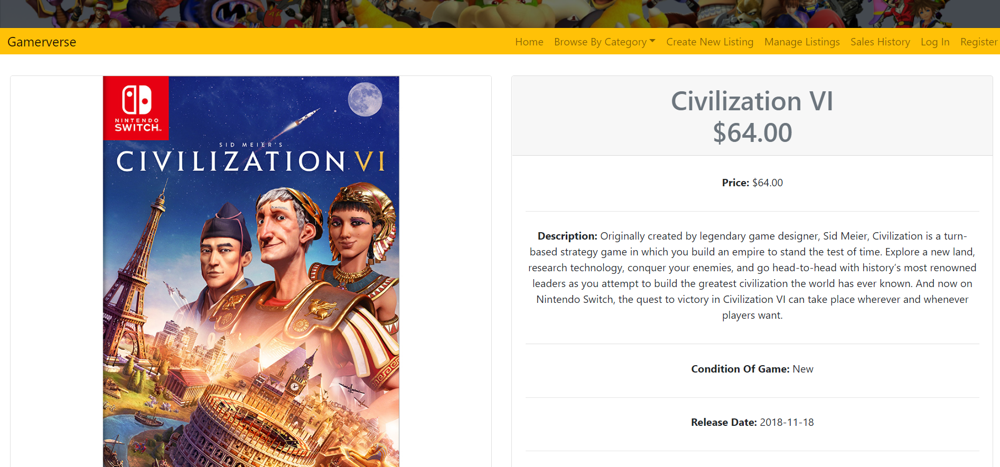 Gamerverse
Home Browse By Category Create New Listing Manage Listings Sales History Log In Register
NINTENDO
SWITCH™
SID MEIER'S
CIVILIZATION VI
Civilization VI
$64.00
Price: $64.00
Description: Originally created by legendary game designer, Sid Meier, Civilization is a turn-
based strategy game in which you build an empire to stand the test of time. Explore a new land,
research technology, conquer your enemies, and go head-to-head with history’s most renowned
leaders as you attempt to build the greatest civilization the world has ever known. And now on
Nintendo Switch, the quest to victory in Civilization VI can take place wherever and whenever
players want.
Condition Of Game: New
Release Date: 2018-11-18